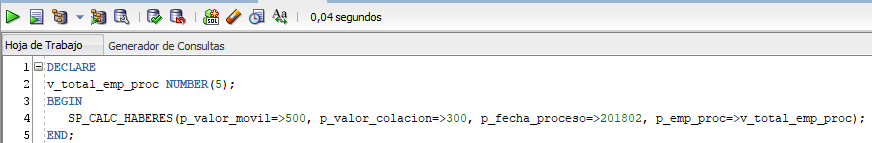 0,04 segundos
Hoja de Trabajo Generador de Consultas
1 DECLARE
2 v_total_emp_proc NUMBER(5);
3 BEGIN
4 SP_CALC_HABERES(p_valor_movil=>500, p_valor_colacion=>300, p_fecha_proceso=>201802, p_emp_proc=>v_total_emp_proc);
5 END;